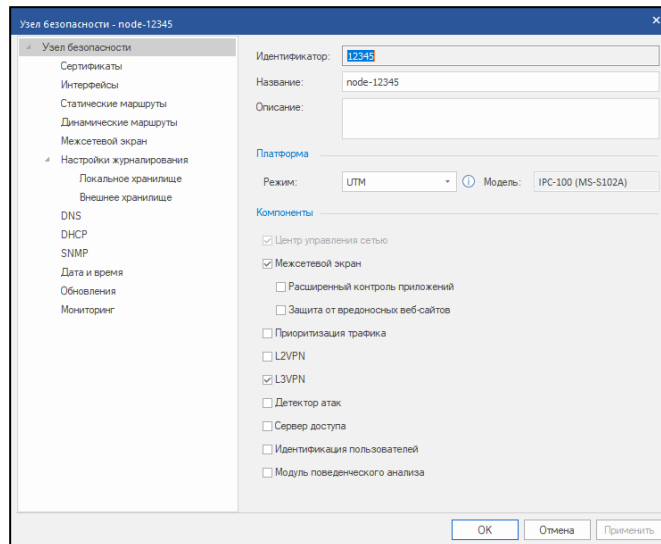 Узел безопасности - node-12345
Узел безопасности
Сертификаты
Интерфейсы
Статические маршруты
Динамические маршруты
Межсетевой экран
Настройки журналирования
Локальное хранилище
Внешнее хранилище
DNS
DHCP
SNMP
Дата и время
Обновления
Мониторинг
Идентификатор: 12345
Название: node-12345
Описание:
Платформа
Режим: UTM Модель: IPC-100 (MS-S102A)
Компоненты
Центр управления сетью
Межсетевой экран
Расширенный контроль приложений
Защита от вредоносных веб-сайтов
Приоритизация трафика
L2VPN
L3VPN
Детектор атак
Сервер доступа
Идентификация пользователей
Модуль поведенческого анализа
OK Отмена Применить